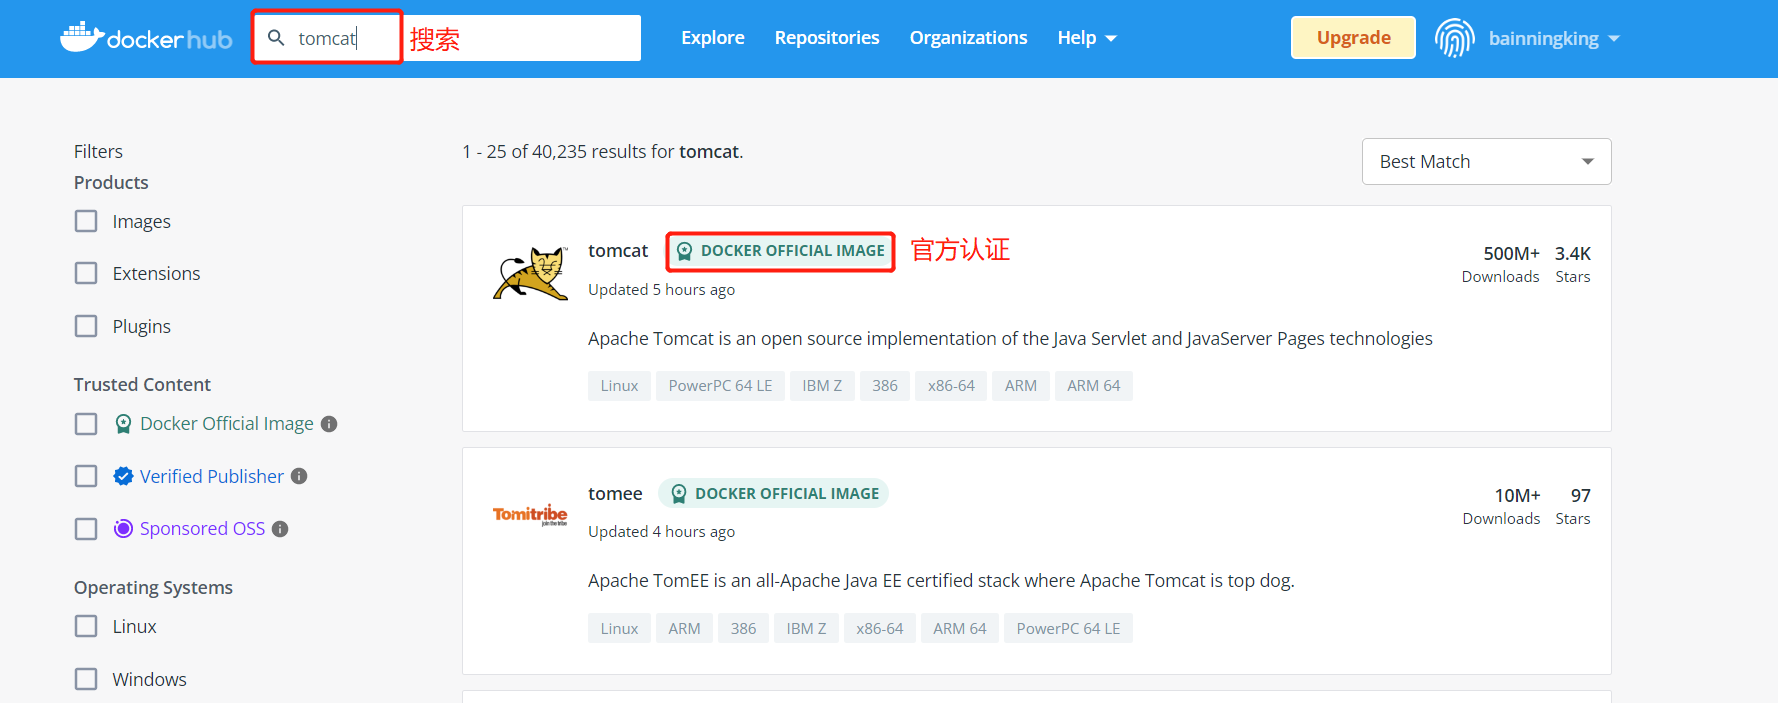 docker hub
tomcat
搜索
Explore
Repositories
Organizations
Help
Upgrade
bainningking
Filters
Products
Images
Extensions
Plugins
Trusted Content
Docker Official Image
Verified Publisher
Sponsored OSS
Operating Systems
Linux
Windows
1 - 25 of 40,235 results for tomcat.
Best Match
tomcat
DOCKER OFFICIAL IMAGE
官方认证
500M+ 3.4K
Downloads Stars
Updated 5 hours ago
Apache Tomcat is an open source implementation of the Java Servlet and JavaServer Pages technologies
Linux PowerPC 64 LE IBM Z 386 x86-64 ARM ARM 64
Tomitribe
join the tribe
tomee
DOCKER OFFICIAL IMAGE
10M+ 97
Downloads Stars
Updated 4 hours ago
Apache TomEE is an all-Apache Java EE certified stack where Apache Tomcat is top dog.
Linux ARM 386 IBM Z x86-64 ARM 64 PowerPC 64 LE